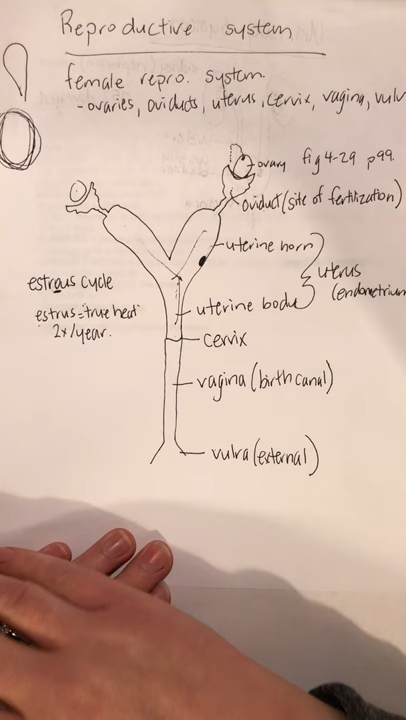 Reproductive system
female repro. system.
- ovaries, oviducts, uterus, cervix, vagina, vulv
ovary fig 4-29 p99.
oviduct (site of fertilization)
uterine horn
uterus
(endometrium
estrous cycle
estrus = true heat
2x/year.
uterine body
cervix
vagina (birth canal)
vulva (external)